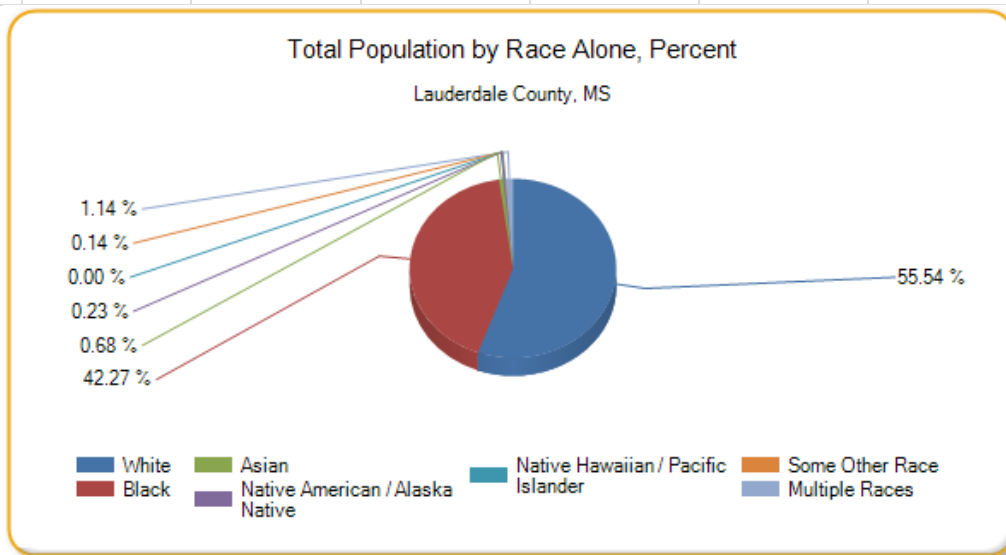 Total Population by Race Alone, Percent
Lauderdale County, MS
1.14 %
0.14 %
0.00 %
0.23 %
0.68 %
42.27 %
55.54 %
White
Black
Asian
Native American / Alaska
Native
Native Hawaiian / Pacific
Islander
Some Other Race
Multiple Races